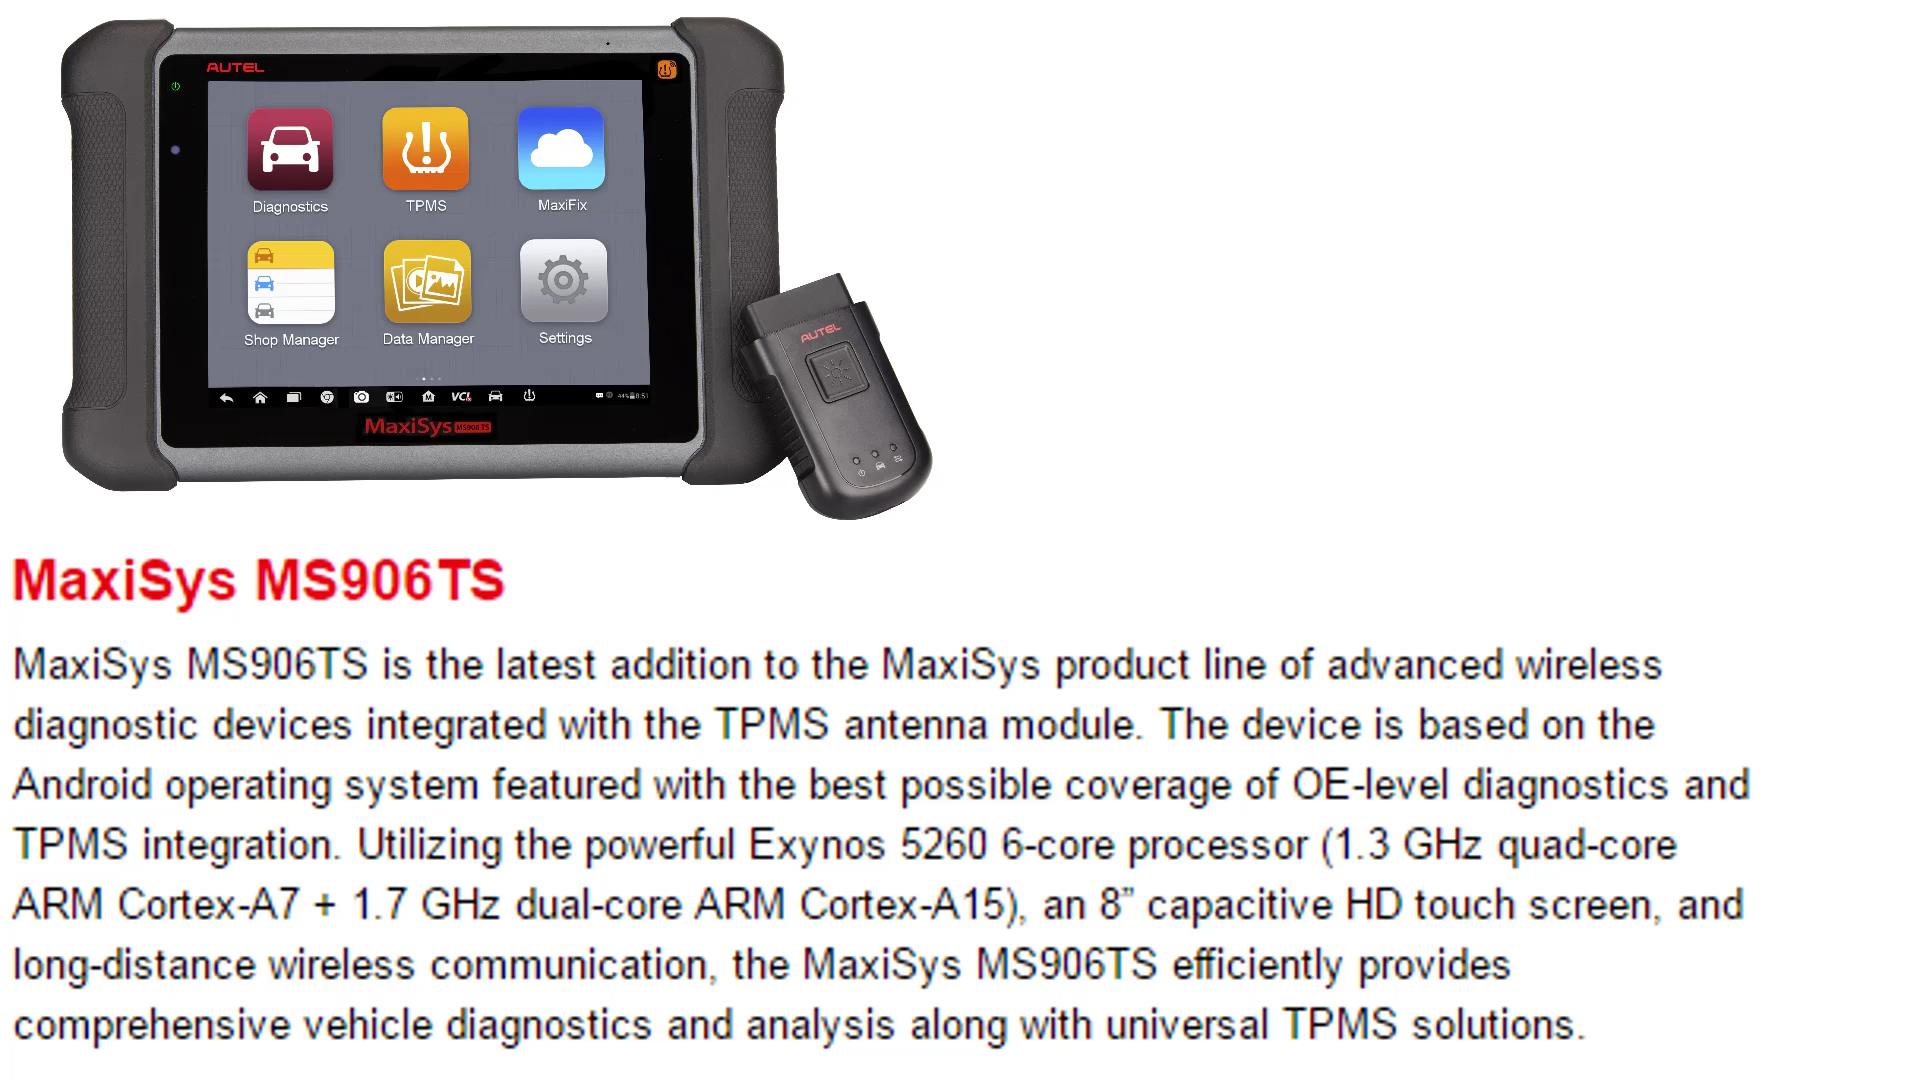 AUTEL
Diagnostics TPMS MaxiFix
Shop Manager Data Manager Settings
VCI
44% 8:51
MaxiSys MS906TS
AUTEL
MaxiSys MS906TS
MaxiSys MS906TS is the latest addition to the MaxiSys product line of advanced wireless
diagnostic devices integrated with the TPMS antenna module. The device is based on the
Android operating system featured with the best possible coverage of OE-level diagnostics and
TPMS integration. Utilizing the powerful Exynos 5260 6-core processor (1.3 GHz quad-core
ARM Cortex-A7 + 1.7 GHz dual-core ARM Cortex-A15), an 8” capacitive HD touch screen, and
long-distance wireless communication, the MaxiSys MS906TS efficiently provides
comprehensive vehicle diagnostics and analysis along with universal TPMS solutions.